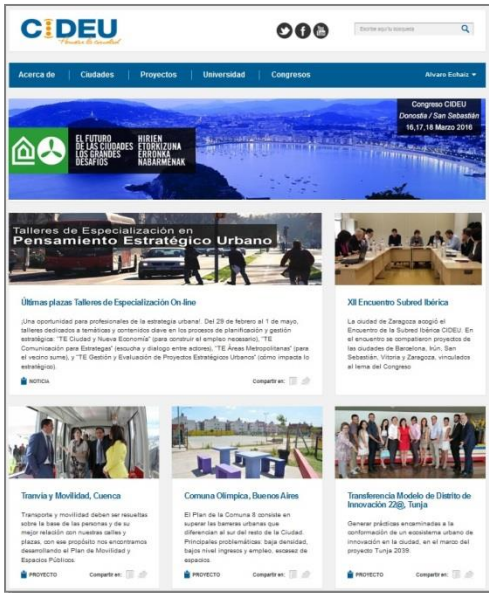 CIDEU
Piensa la ciudad
Escribe aquí tu búsqueda
Acerca de
Ciudades
Proyectos
Universidad
Congresos
Alvaro Echaiz
Congreso CIDEU
Donostia / San Sebastián
16,17,18 Marzo 2016
EL FUTURO
DE LAS CIUDADES
LOS GRANDES
DESAFÍOS
HIRIEN
ETORKIZUNA
ERRONKA
NABARMENAK
Talleres de Especialización en
Pensamiento Estratégico Urbano
Últimas plazas Talleres de Especialización On-line
¡Una oportunidad para profesionales de la estrategia urbana!. Del 29 de febrero al 1 de mayo,
talleres dedicados a temáticas y contenidos clave en los procesos de planificación y gestión
estratégica: "TE Ciudad y Nueva Economía" (para construir el empleo necesario), "TE
Comunicación para Estrategas" (escucha y dialogo entre actores), "TE Áreas Metropolitanas" (para
el vecino sume), y "TE Gestión y Evaluación de Proyectos Estratégicos Urbanos" (cómo impacta lo
estratégico).
NOTICIA
Compartir en:
XII Encuentro Subred Ibérica
La ciudad de Zaragoza acogió el
Encuentro de la Subred Ibérica CIDEU. En
el encuentro se compatieron proyectos de
las ciudades de Barcelona, Irún, San
Sebastián, Vitoria y Zaragoza, vinculados
al tema del Congreso
Tranvía y Movilidad, Cuenca
Transporte y movilidad deben ser resueltas
sobre la base de las personas y de su
mejor relación con nuestras calles y
plazas, con ese propósito nos encontramos
desarrollando el Plan de Movilidad y
Espacios Públicos.
PROYECTO
Compartir en:
Comuna Olímpica, Buenos Aires
El Plan de la Comuna 8 consiste en
superar las barreras urbanas que
diferencian al sur del resto de la Ciudad.
Principales problemáticas: baja densidad,
bajos nivel ingresos y empleo, escasez de
espacios.
PROYECTO
Compartir en:
Transferencia Modelo de Distrito de
Innovación 22@, Tunja
Generar prácticas encaminadas a la
conformación de un ecosistema urbano de
innovación en la ciudad, en el marco del
proyecto Tunja 2039.
PROYECTO
Compartir en: